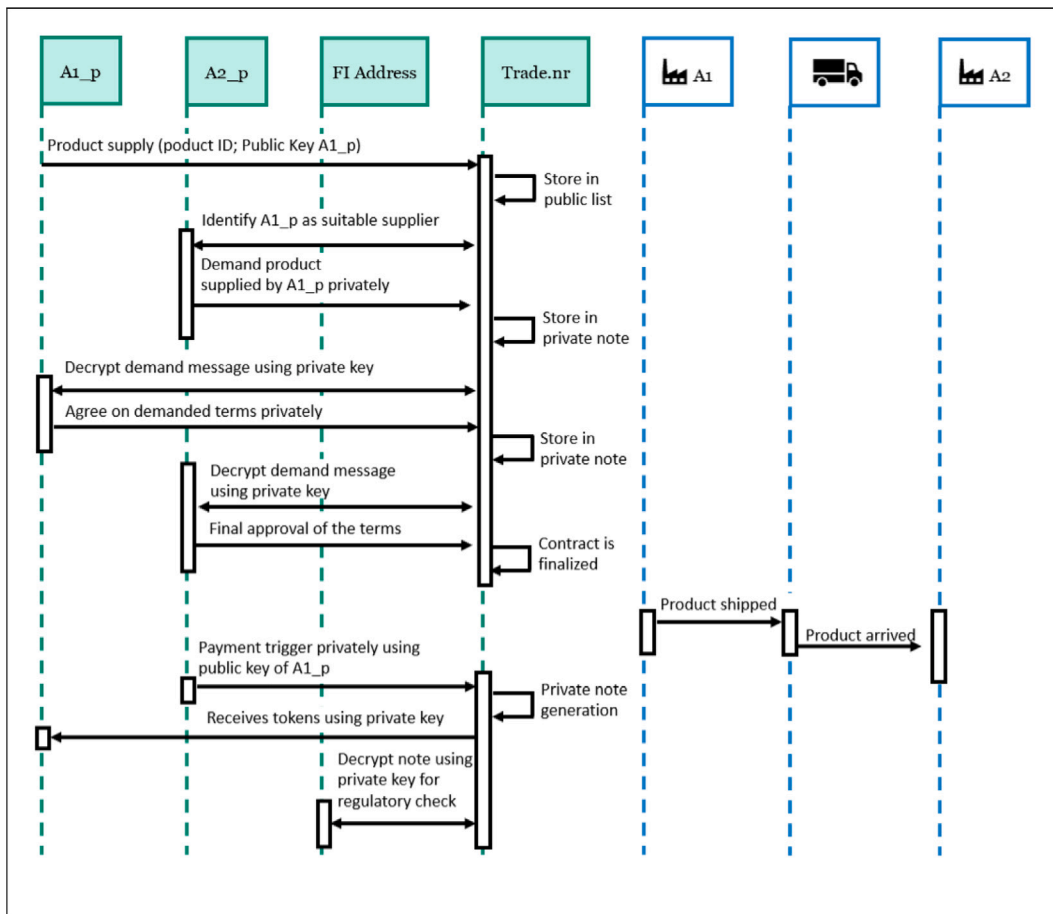 A1_p
A2_p
FI Address
Trade.nr
A1
A2
Product supply (poduct ID; Public Key A1_p)
Store in
public list
Identify A1_p as suitable supplier
Demand product
supplied by A1_p privately
Store in
private note
Decrypt demand message using private key
Agree on demanded terms privately
Store in
private note
Decrypt demand message
using private key
Final approval of the terms
Contract is
finalized
Product shipped
Product arrived
Payment trigger privately using
public key of A1_p
Private note
generation
Receives tokens using private key
Decrypt note using
private key for
regulatory check